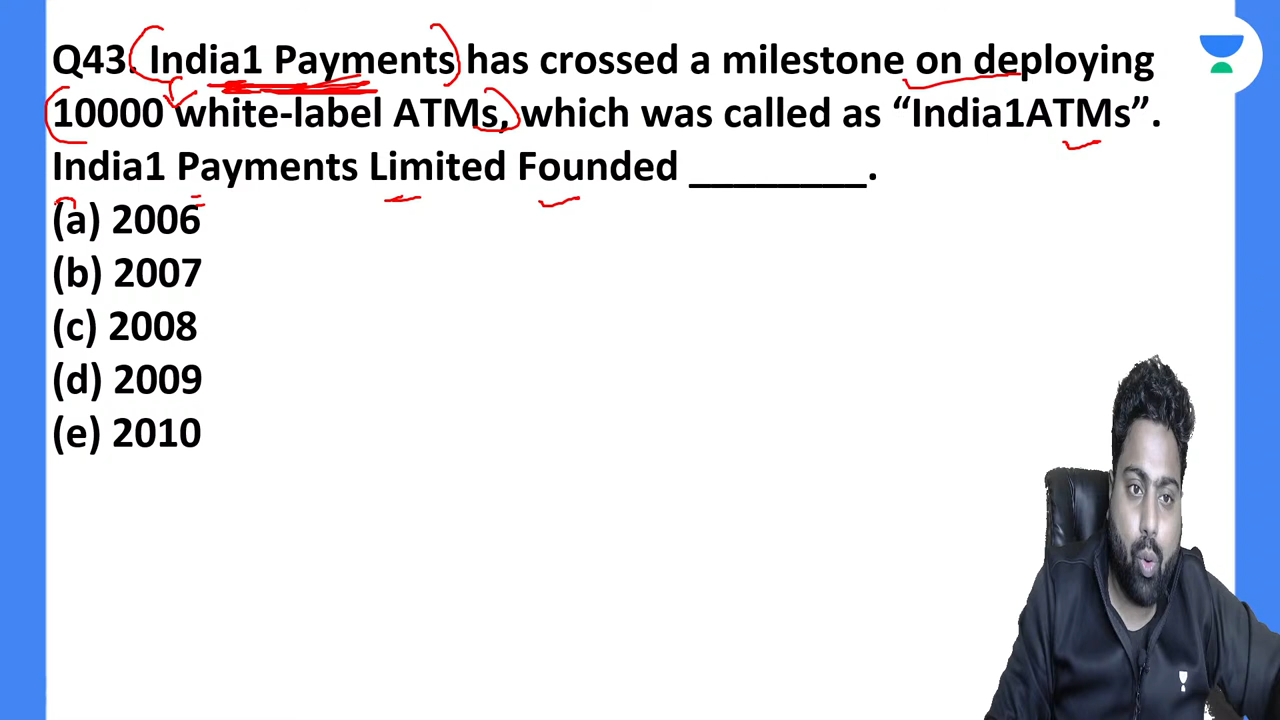 Q43. India1 Payments has crossed a milestone on deploying
10000 white-label ATMs, which was called as “India1ATMs”.
India1 Payments Limited Founded ________.
(a) 2006
(b) 2007
(c) 2008
(d) 2009
(e) 2010